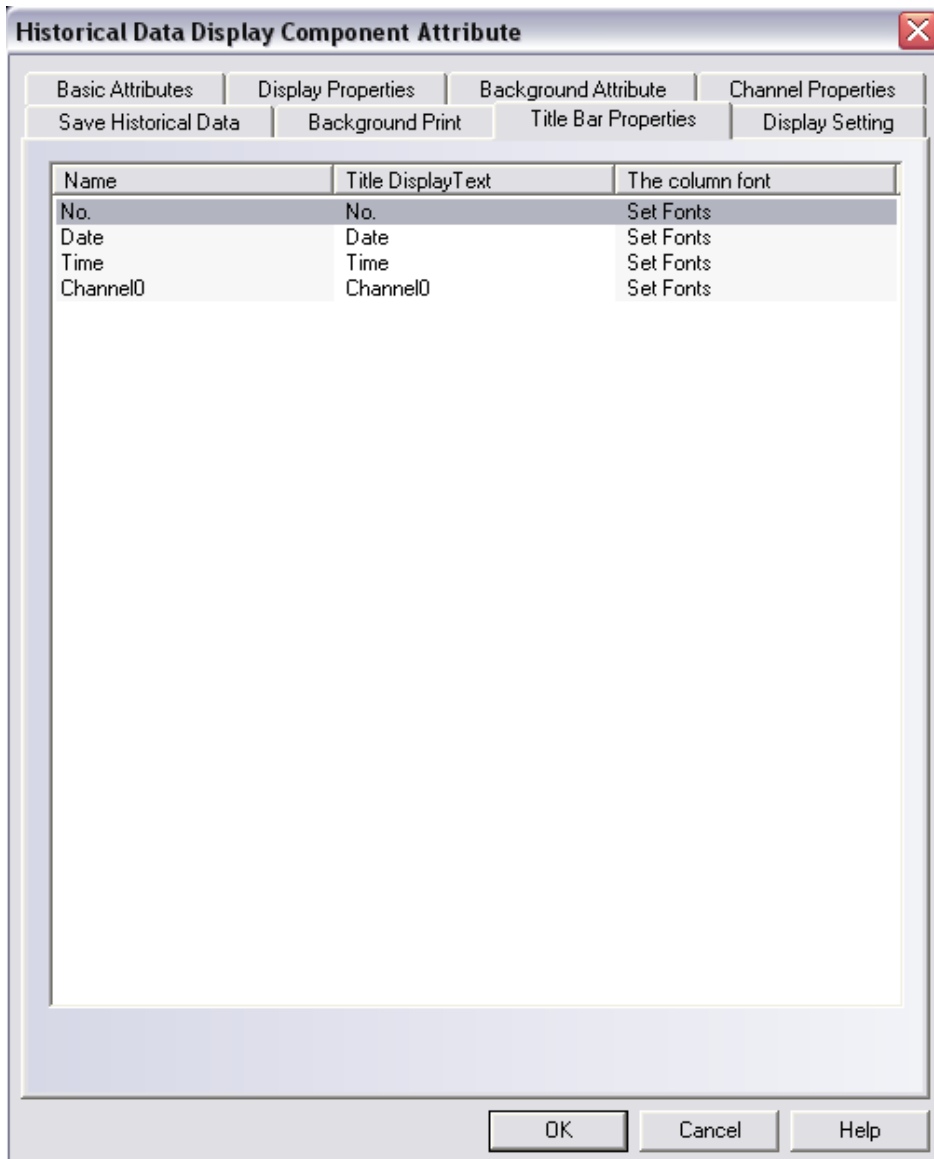 Historical Data Display Component Attribute
Basic Attributes Display Properties Background Attribute Channel Properties
Save Historical Data Background Print Title Bar Properties Display Setting
Name Title DisplayText The column font
No. No. Set Fonts
Date Date Set Fonts
Time Time Set Fonts
Channel0 Channel0 Set Fonts
OK Cancel Help